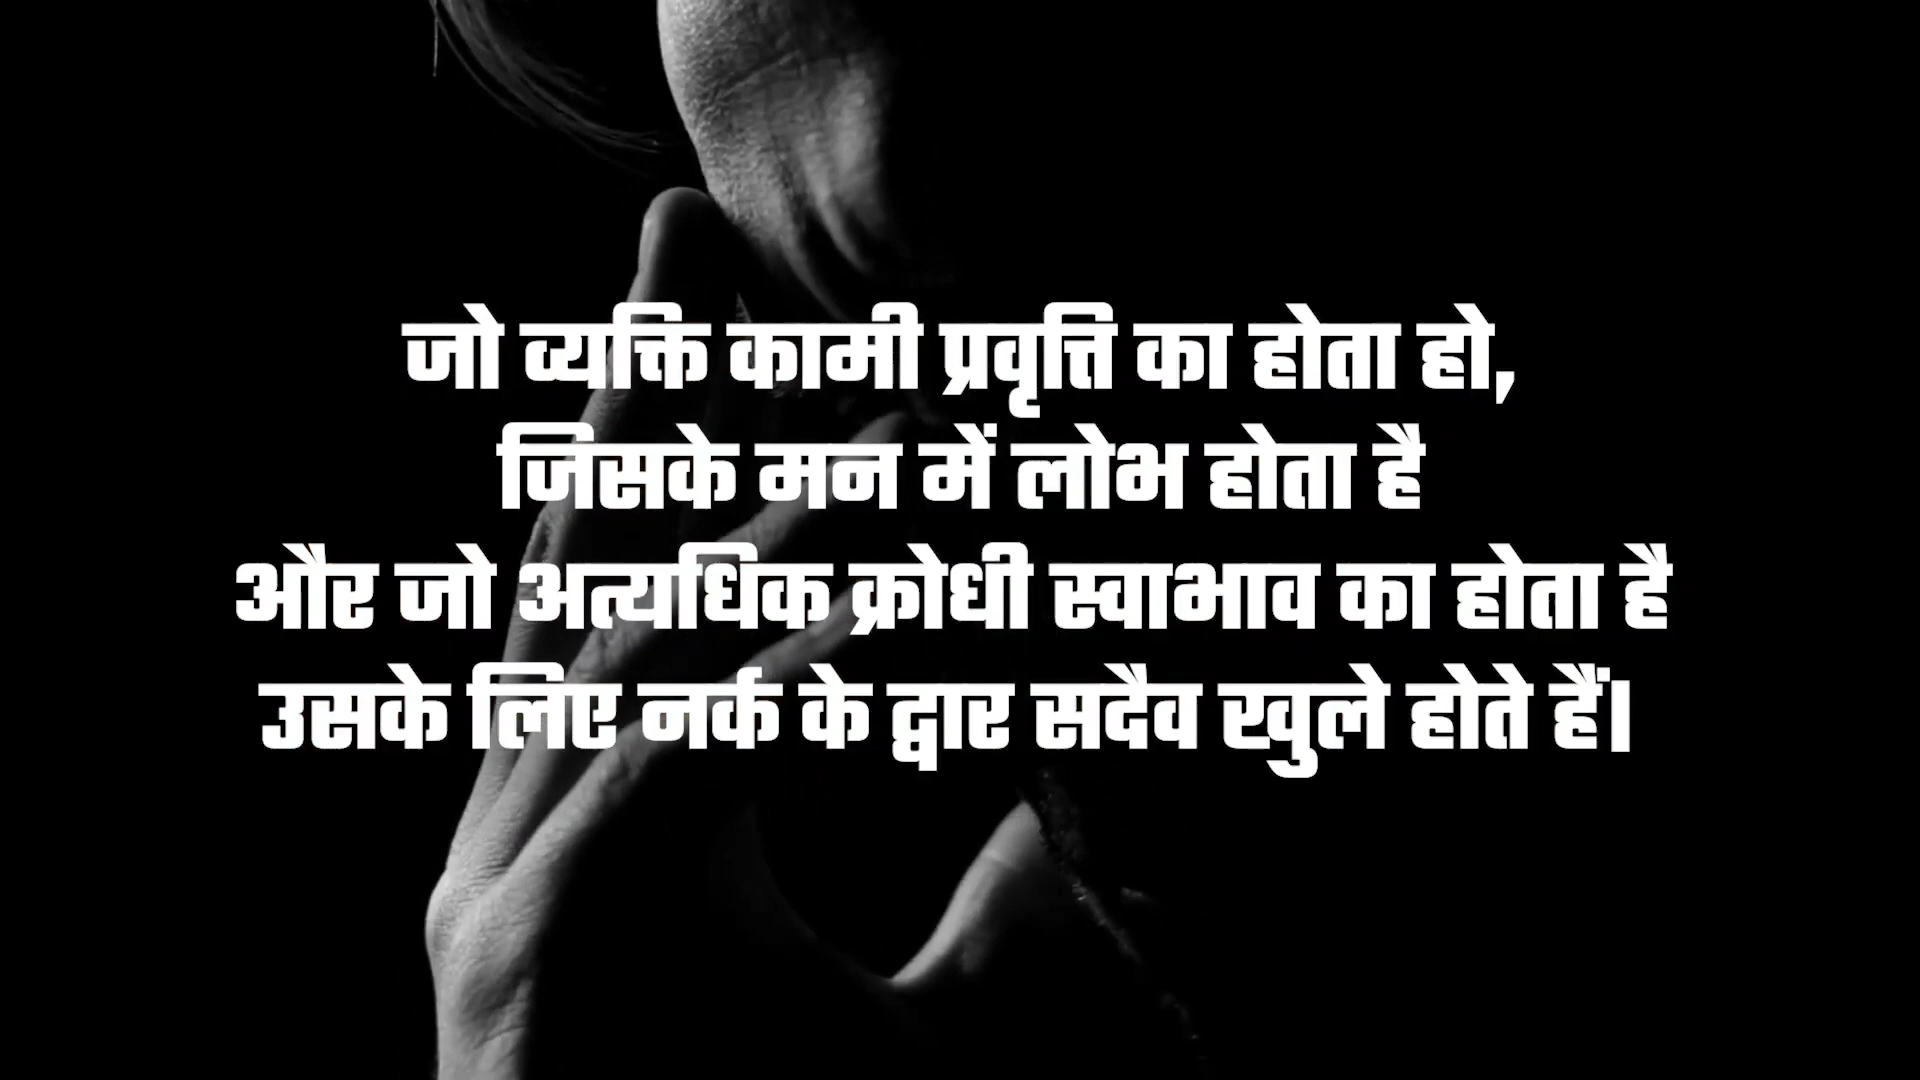 जो व्यक्ति कामी प्रवृत्ति का होता हो,
जिसके मन में लोभ होता है
और जो अत्यधिक क्रोधी स्वाभाव का होता है
उसके लिए नर्क के द्वार सदैव खुले होते हैं।